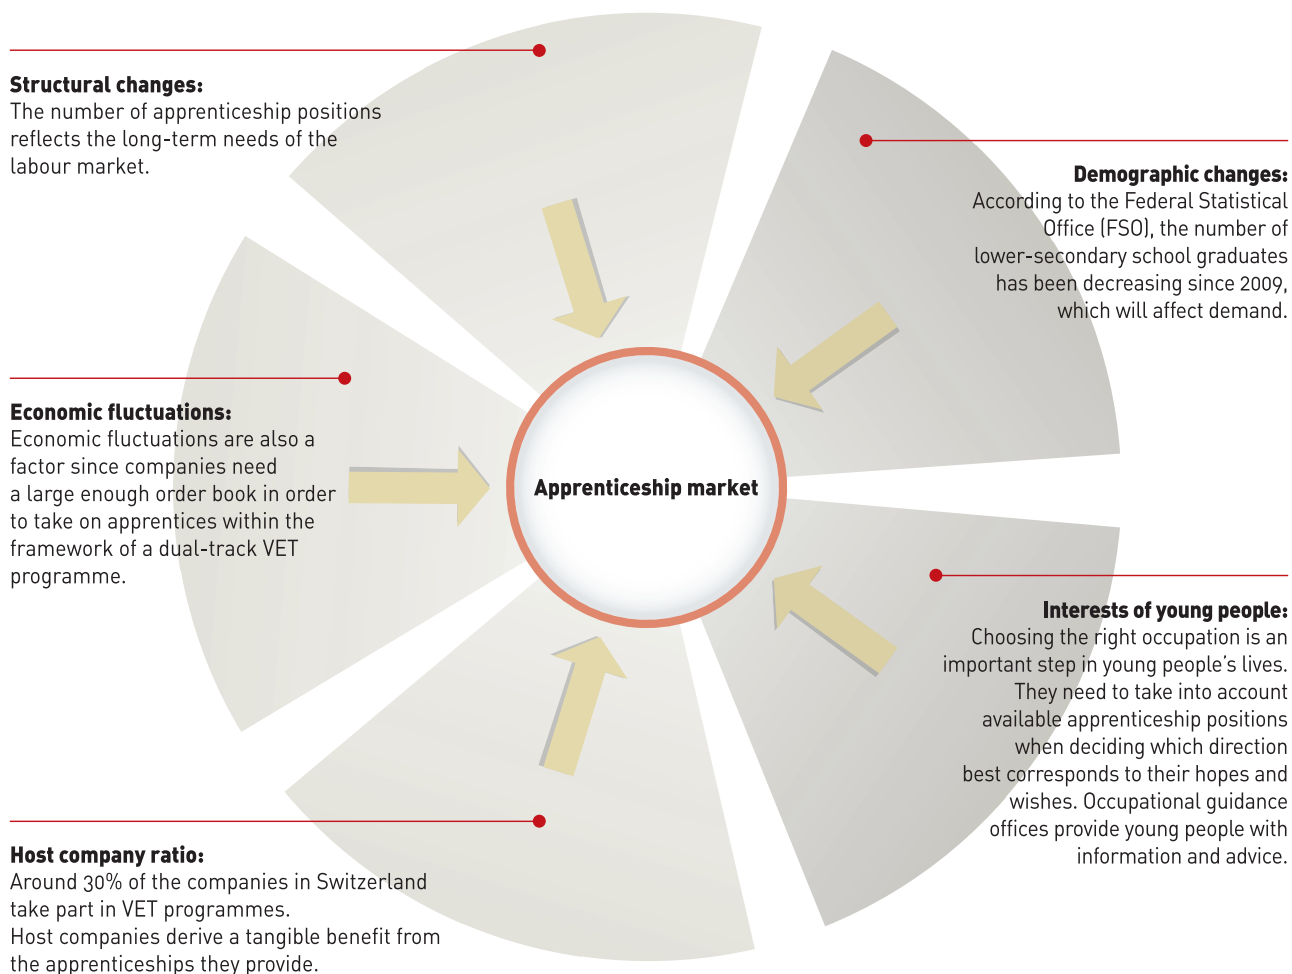 Structural changes:
The number of apprenticeship positions
reflects the long-term needs of the
labour market.
Demographic changes:
According to the Federal Statistical
Office (FSO), the number of
lower-secondary school graduates
has been decreasing since 2009,
which will affect demand.
Economic fluctuations:
Economic fluctuations are also a
factor since companies need
a large enough order book in order
to take on apprentices within the
framework of a dual-track VET
programme.
Apprenticeship market
Interests of young people:
Choosing the right occupation is an
important step in young people’s lives.
They need to take into account
available apprenticeship positions
when deciding which direction
best corresponds to their hopes and
wishes. Occupational guidance
offices provide young people with
information and advice.
Host company ratio:
Around 30% of the companies in Switzerland
take part in VET programmes.
Host companies derive a tangible benefit from
the apprenticeships they provide.